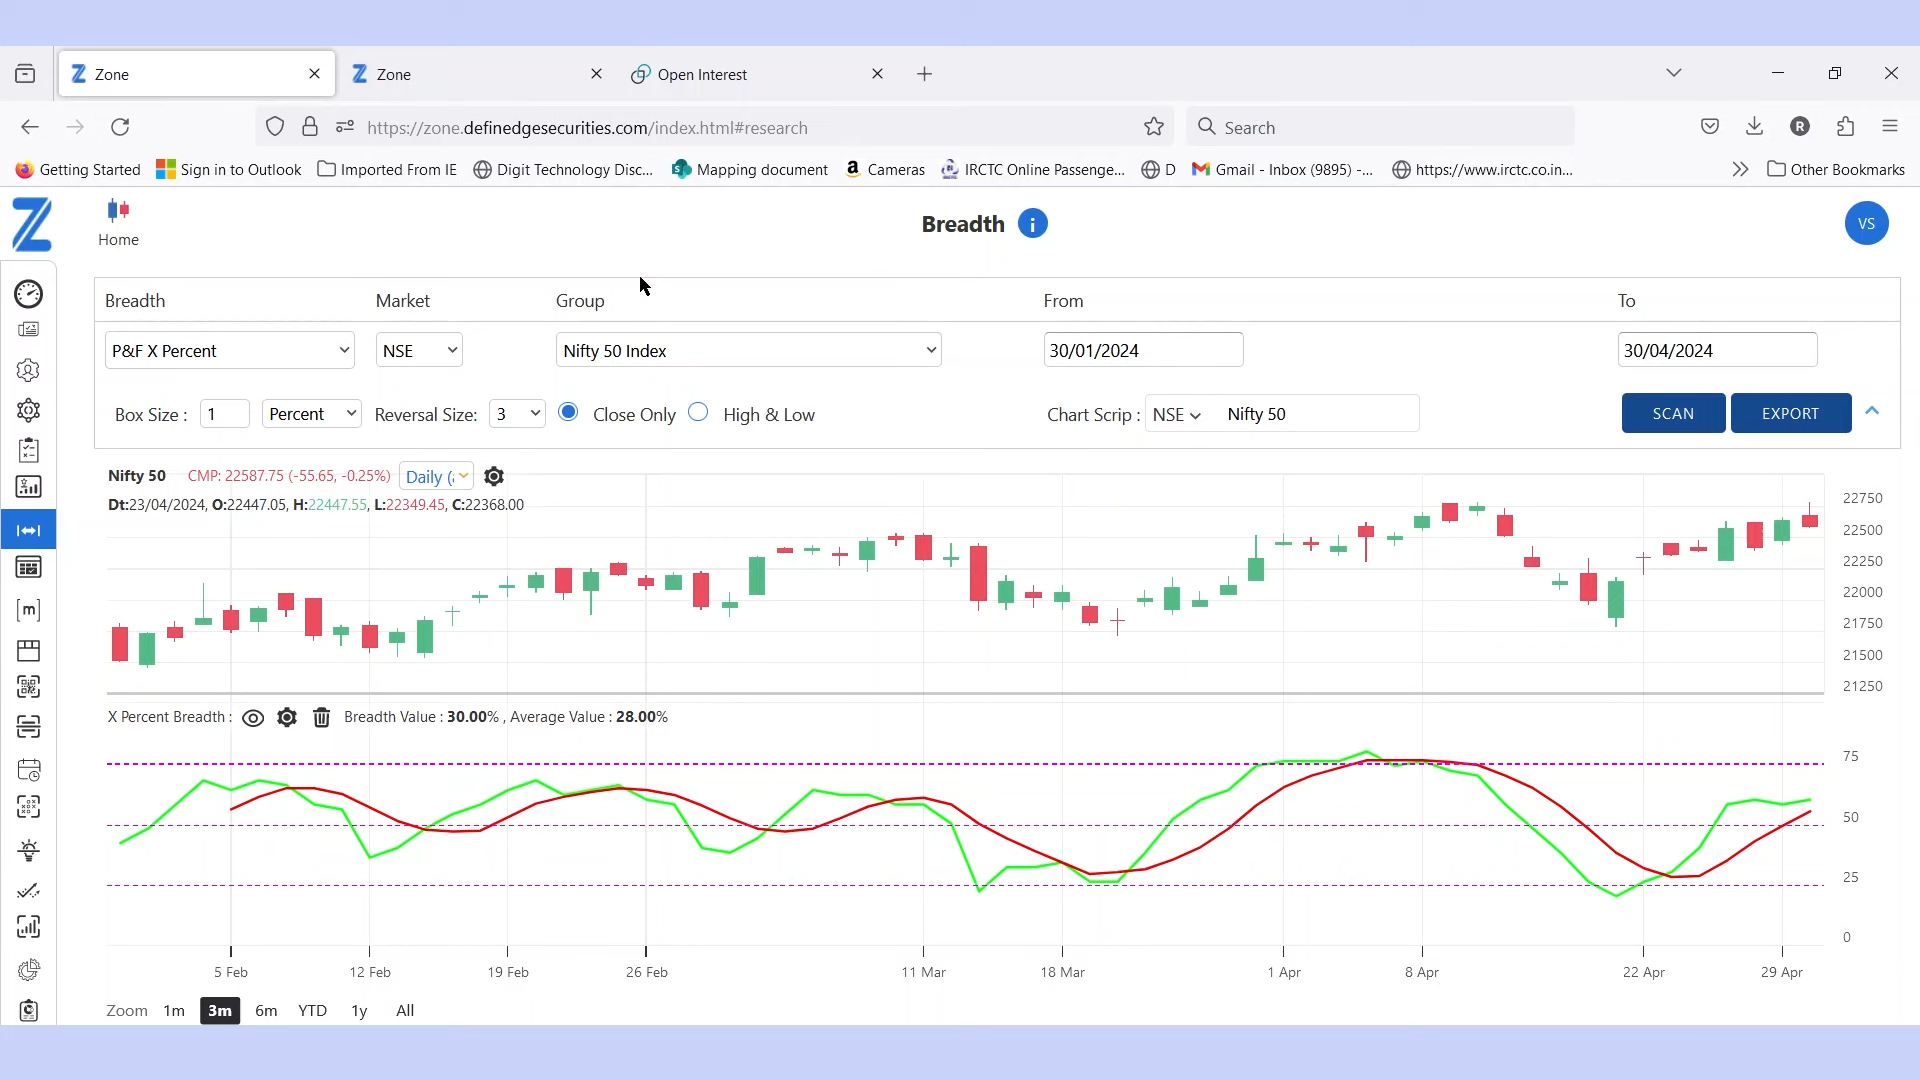 Zone
Zone
Open Interest
https://zone.definedgesecurities.com/index.html#research
Search
R
Getting Started
Sign in to Outlook
Imported From IE
Digit Technology Disc...
Mapping document
Cameras
IRCTC Online Passenge...
D
Gmail - Inbox (9895) -...
https://www.irctc.co.in...
Other Bookmarks
Home
Breadth
VS
Breadth Market Group From To
P&F X Percent NSE Nifty 50 Index 30/01/2024 30/04/2024
Box Size : 1 Percent Reversal Size: 3 Close Only High & Low Chart Scrip : NSE Nifty 50 SCAN EXPORT
Nifty 50 CMP: 22587.75 (-55.65, -0.25%) Daily (
Dt:23/04/2024, O:22447.05, H:22447.55, L:22349.45, C:22368.00
22750
22500
22250
22000
21750
21500
21250
X Percent Breadth : Breadth Value : 30.00% , Average Value : 28.00%
75
50
25
0
5 Feb 12 Feb 19 Feb 26 Feb 11 Mar 18 Mar 1 Apr 8 Apr 22 Apr 29 Apr
Zoom 1m 3m 6m YTD 1y All